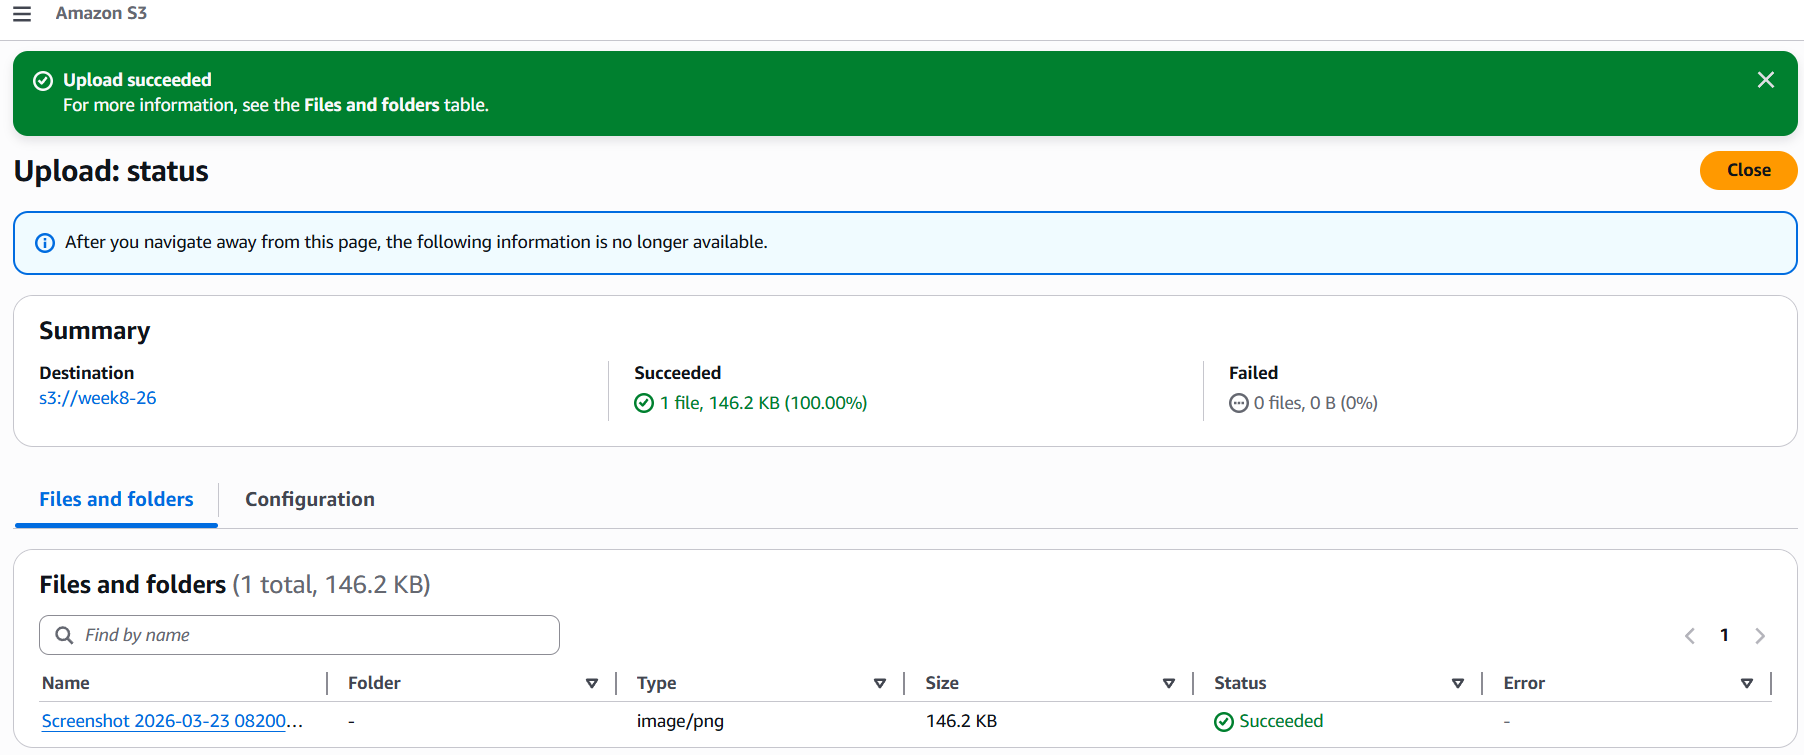 Amazon S3
Upload succeeded
For more information, see the Files and folders table.
Upload: status
Close
After you navigate away from this page, the following information is no longer available.
Summary
Destination
s3://week8-26
Succeeded
1 file, 146.2 KB (100.00%)
Failed
0 files, 0 B (0%)
Files and folders
Configuration
Files and folders (1 total, 146.2 KB)
Find by name
1
Name Folder Type Size Status Error
Screenshot 2026-03-23 08200... - image/png 146.2 KB Succeeded -